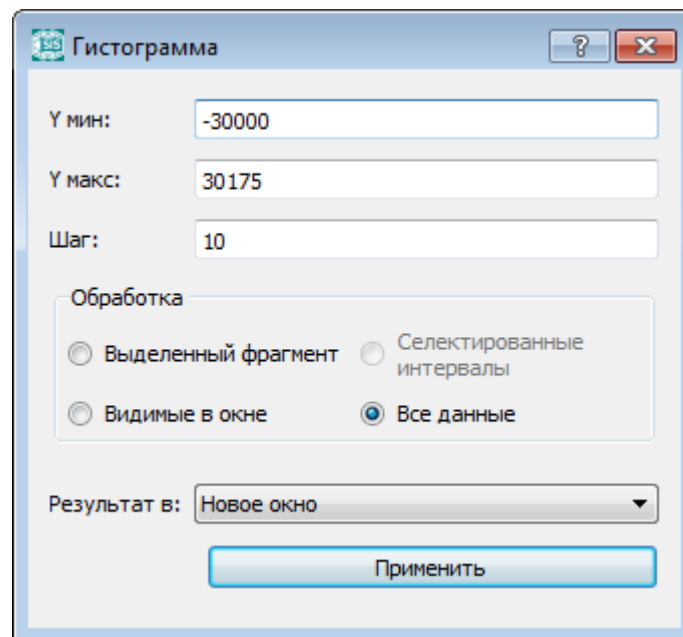 SIS Гистограмма
Y мин: -30000
Y макс: 30175
Шаг: 10
Обработка
Выделенный фрагмент
Селектированные
интервалы
Видимые в окне
Все данные
Результат в: Новое окно
Применить